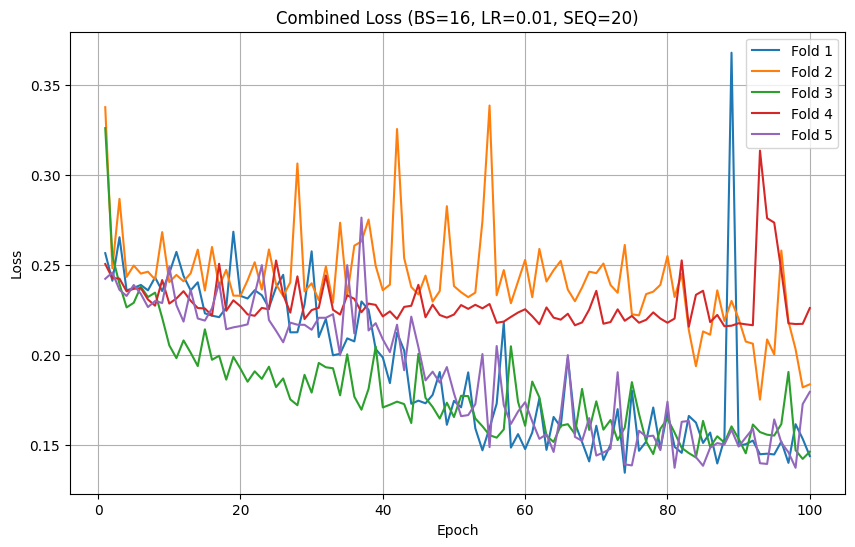 Combined Loss (BS=16, LR=0.01, SEQ=20)
Fold 1
Fold 2
Fold 3
Fold 4
Fold 5
Loss
0.35
0.30
0.25
0.20
0.15
0
20
40
60
80
100
Epoch